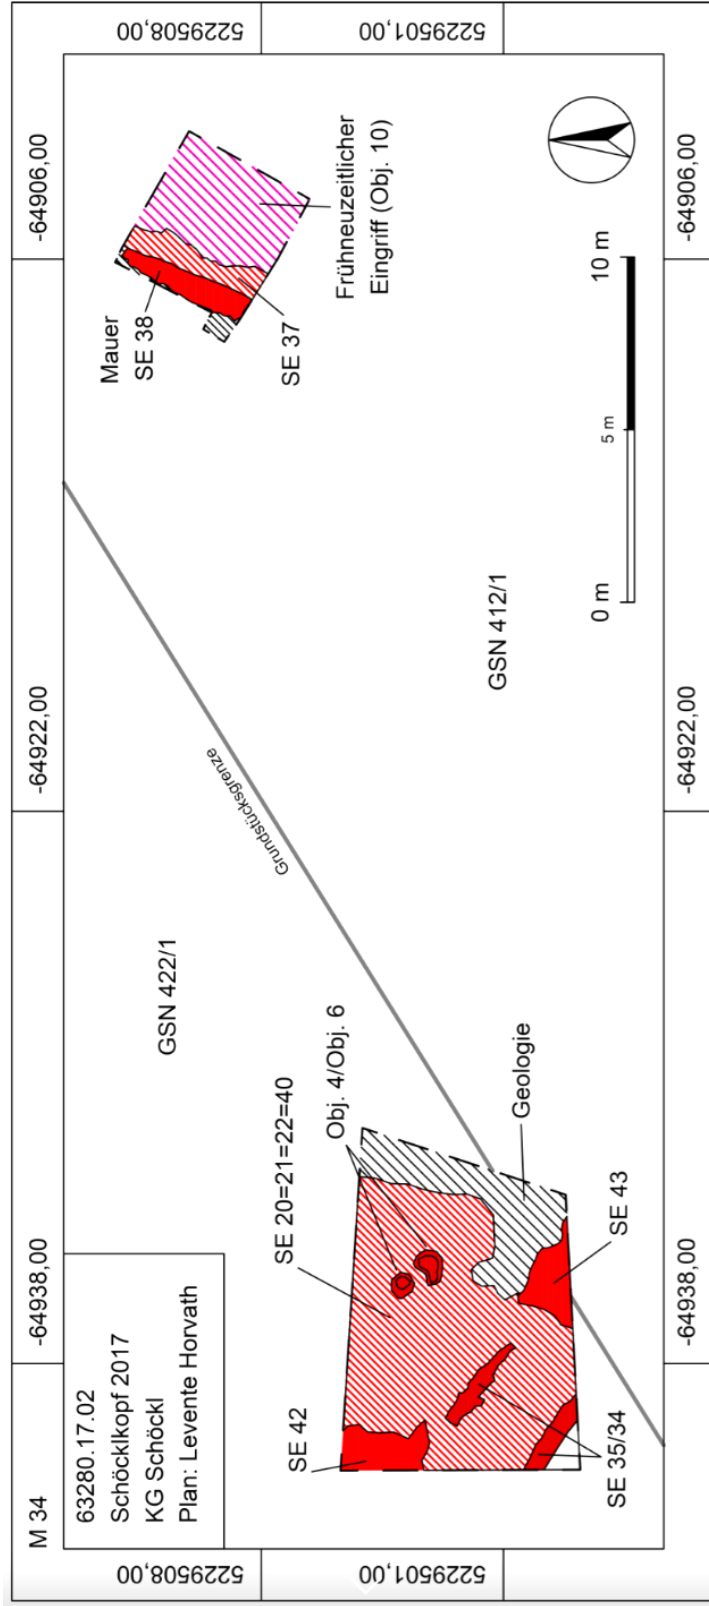 M 34
-64938,00
-64922,00
-64906,00
63280.17.02
Schöcklkopf 2017
KG Schöckl
Plan: Levente Horvath
5229508,00
5229508,00
GSN 422/1
Mauer
SE 38
SE 37
Frühneuzeitlicher
Eingriff (Obj. 10)
Grundstücksgrenze
SE 42
SE 20=21=22=40
Obj. 4/Obj. 6
5229501,00
5229501,00
GSN 412/1
Geologie
SE 35/34
SE 43
0 m
5 m
10 m
-64938,00
-64922,00
-64906,00